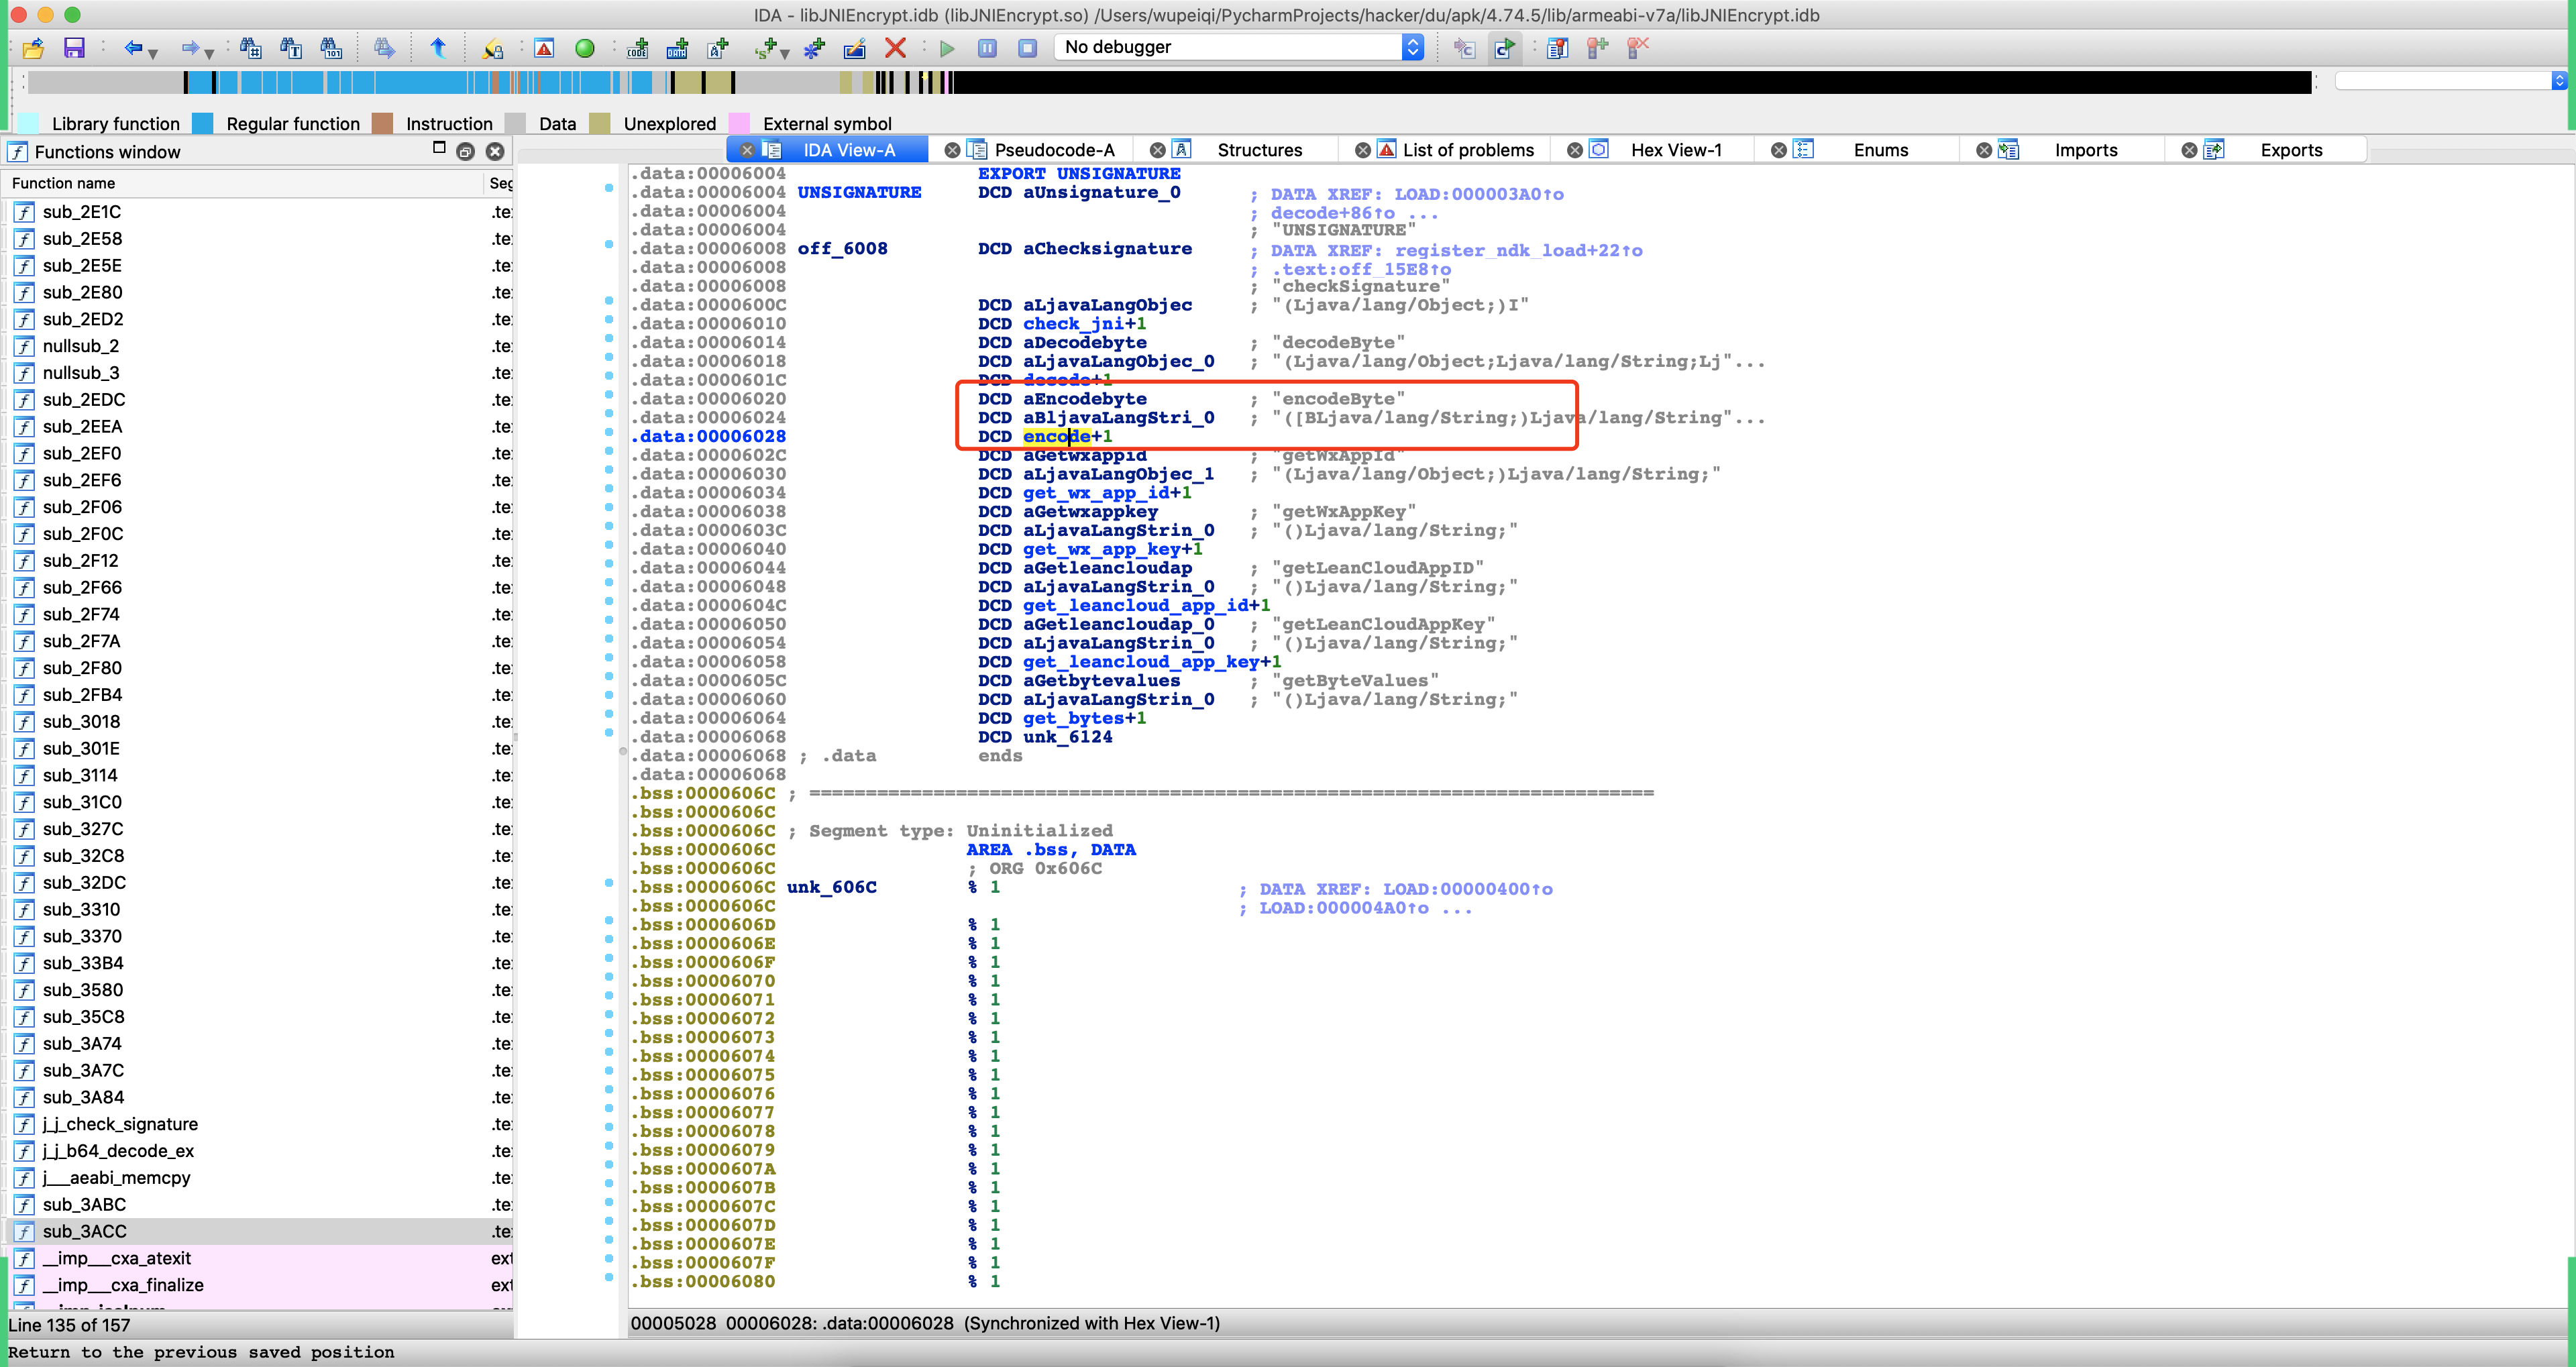 IDA - libJNIEncrypt.idb (libJNIEncrypt.so) /Users/wupeiqi/PycharmProjects/hacker/du/apk/4.74.5/lib/armeabi-v7a/libJNIEncrypt.idb
No debugger
Library function Regular function Instruction Data Unexplored External symbol
Functions window
IDA View-A Pseudocode-A Structures List of problems Hex View-1 Enums Imports Exports
Function name Seg
sub_2E1C .te
sub_2E58 .te
sub_2E5E .te
sub_2E80 .te
sub_2ED2 .te
nullsub_2 .te
nullsub_3 .te
sub_2EDC .te
sub_2EEA .te
sub_2EF0 .te
sub_2EF6 .te
sub_2F06 .te
sub_2F0C .te
sub_2F12 .te
sub_2F66 .te
sub_2F74 .te
sub_2F7A .te
sub_2F80 .te
sub_2FB4 .te
sub_3018 .te
sub_301E .te
sub_3114 .te
sub_31C0 .te
sub_327C .te
sub_32C8 .te
sub_32DC .te
sub_3310 .te
sub_3370 .te
sub_33B4 .te
sub_3580 .te
sub_35C8 .te
sub_3A74 .te
sub_3A7C .te
sub_3A84 .te
j_j_check_signature .te
j_j_b64_decode_ex .te
j___aeabi_memcpy .te
sub_3ABC .te
sub_3ACC .te
__imp___cxa_atexit ext
__imp___cxa_finalize ext
Line 135 of 157
.data:00006004 EXPORT UNSIGNATURE
.data:00006004 UNSIGNATURE DCD aUnsignature_0 ; DATA XREF: LOAD:000003A0↑o
.data:00006004 ; decode+86↑o ...
.data:00006004 ; "UNSIGNATURE"
.data:00006008 off_6008 DCD aChecksignature ; DATA XREF: register_ndk_load+22↑o
.data:00006008 ; .text:off_15E8↑o
.data:00006008 ; "checkSignature"
.data:0000600C DCD aLjavaLangObjec ; "(Ljava/lang/Object;)I"
.data:00006010 DCD check_jni+1
.data:00006014 DCD aDecodebyte ; "decodeByte"
.data:00006018 DCD aLjavaLangObjec_0 ; "(Ljava/lang/Object;Ljava/lang/String;Lj"...
.data:0000601C DCD decode+1
.data:00006020 DCD aEncodebyte ; "encodeByte"
.data:00006024 DCD aBljavaLangStri_0 ; "([BLjava/lang/String;)Ljava/lang/String"...
.data:00006028 DCD encode+1
.data:0000602C DCD aGetwxappid ; "getWxAppId"
.data:00006030 DCD aLjavaLangObjec_1 ; "(Ljava/lang/Object;)Ljava/lang/String;"
.data:00006034 DCD get_wx_app_id+1
.data:00006038 DCD aGetwxappkey ; "getWxAppKey"
.data:0000603C DCD aLjavaLangStrin_0 ; "()Ljava/lang/String;"
.data:00006040 DCD get_wx_app_key+1
.data:00006044 DCD aGetleancloudap ; "getLeanCloudAppID"
.data:00006048 DCD aLjavaLangStrin_0 ; "()Ljava/lang/String;"
.data:0000604C DCD get_leancloud_app_id+1
.data:00006050 DCD aGetleancloudap_0 ; "getLeanCloudAppKey"
.data:00006054 DCD aLjavaLangStrin_0 ; "()Ljava/lang/String;"
.data:00006058 DCD get_leancloud_app_key+1
.data:0000605C DCD aGetbytevalues ; "getByteValues"
.data:00006060 DCD aLjavaLangStrin_0 ; "()Ljava/lang/String;"
.data:00006064 DCD get_bytes+1
.data:00006068 DCD unk_6124
.data:00006068 ; .data ends
.data:00006068
.bss:0000606C ; ===========================================================================
.bss:0000606C
.bss:0000606C ; Segment type: Uninitialized
.bss:0000606C AREA .bss, DATA
.bss:0000606C ; ORG 0x606C
.bss:0000606C unk_606C % 1 ; DATA XREF: LOAD:00000400↑o
.bss:0000606C ; LOAD:000004A0↑o ...
.bss:0000606D % 1
.bss:0000606E % 1
.bss:0000606F % 1
.bss:00006070 % 1
.bss:00006071 % 1
.bss:00006072 % 1
.bss:00006073 % 1
.bss:00006074 % 1
.bss:00006075 % 1
.bss:00006076 % 1
.bss:00006077 % 1
.bss:00006078 % 1
.bss:00006079 % 1
.bss:0000607A % 1
.bss:0000607B % 1
.bss:0000607C % 1
.bss:0000607D % 1
.bss:0000607E % 1
.bss:0000607F % 1
.bss:00006080 % 1
00005028 00006028: .data:00006028 (Synchronized with Hex View-1)
Return to the previous saved position